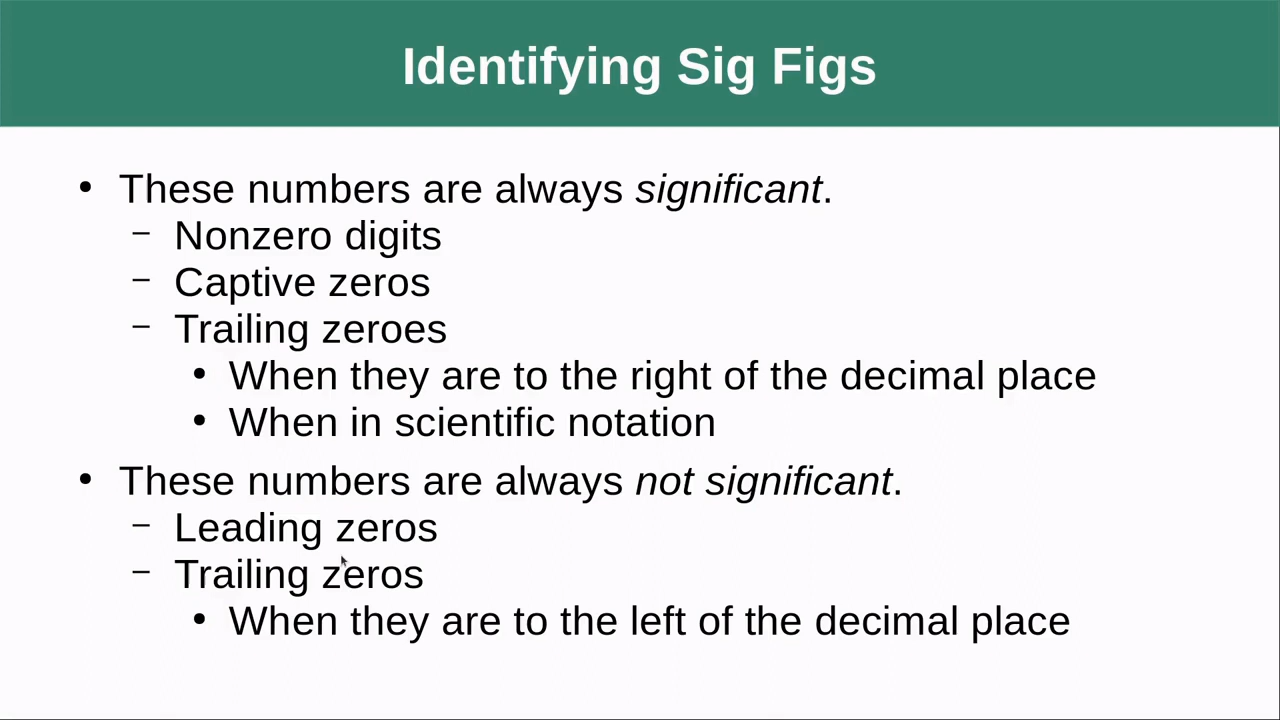 Identifying Sig Figs
• These numbers are always significant.
– Nonzero digits
– Captive zeros
– Trailing zeroes
• When they are to the right of the decimal place
• When in scientific notation
• These numbers are always not significant.
– Leading zeros
– Trailing zeros
• When they are to the left of the decimal place